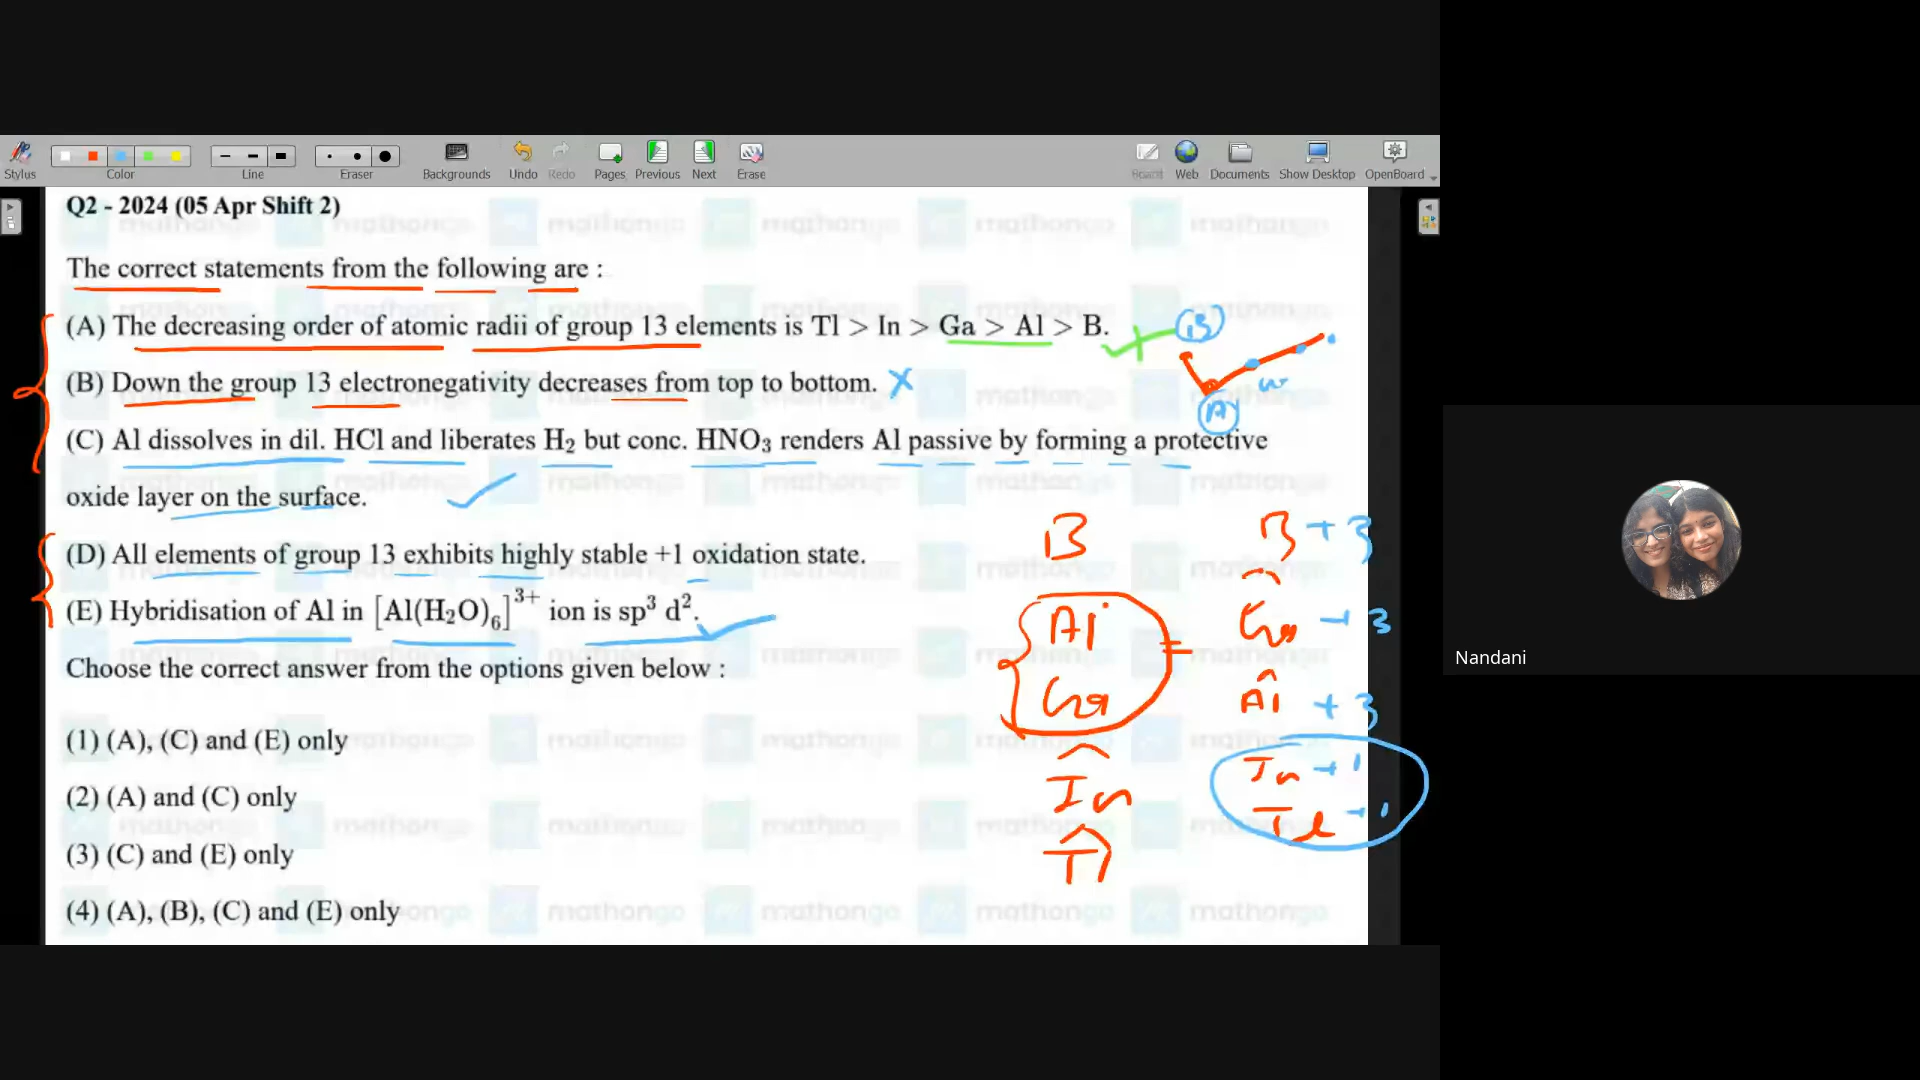 Stylus
Color
Line
Eraser
Backgrounds
Undo
Redo
Pages
Previous
Next
Erase
Board
Web
Documents
Show Desktop
OpenBoard
Q2 - 2024 (05 Apr Shift 2)
The correct statements from the following are :
(A) The decreasing order of atomic radii of group 13 elements is Tl > In > Ga > Al > B.
B
(B) Down the group 13 electronegativity decreases from top to bottom. X
(C) Al dissolves in dil. HCl and liberates H₂ but conc. HNO₃ renders Al passive by forming a protective
oxide layer on the surface.
(D) All elements of group 13 exhibits highly stable +1 oxidation state.
(E) Hybridisation of Al in [Al(H₂O)₆]³⁺ ion is sp³ d².
Choose the correct answer from the options given below :
(1) (A), (C) and (E) only
(2) (A) and (C) only
(3) (C) and (E) only
(4) (A), (B), (C) and (E) only
B
Al
Ga
In
Tl
B +3
Ga +3
Al +3
In +1
Tl +1
Nandani
mathongo